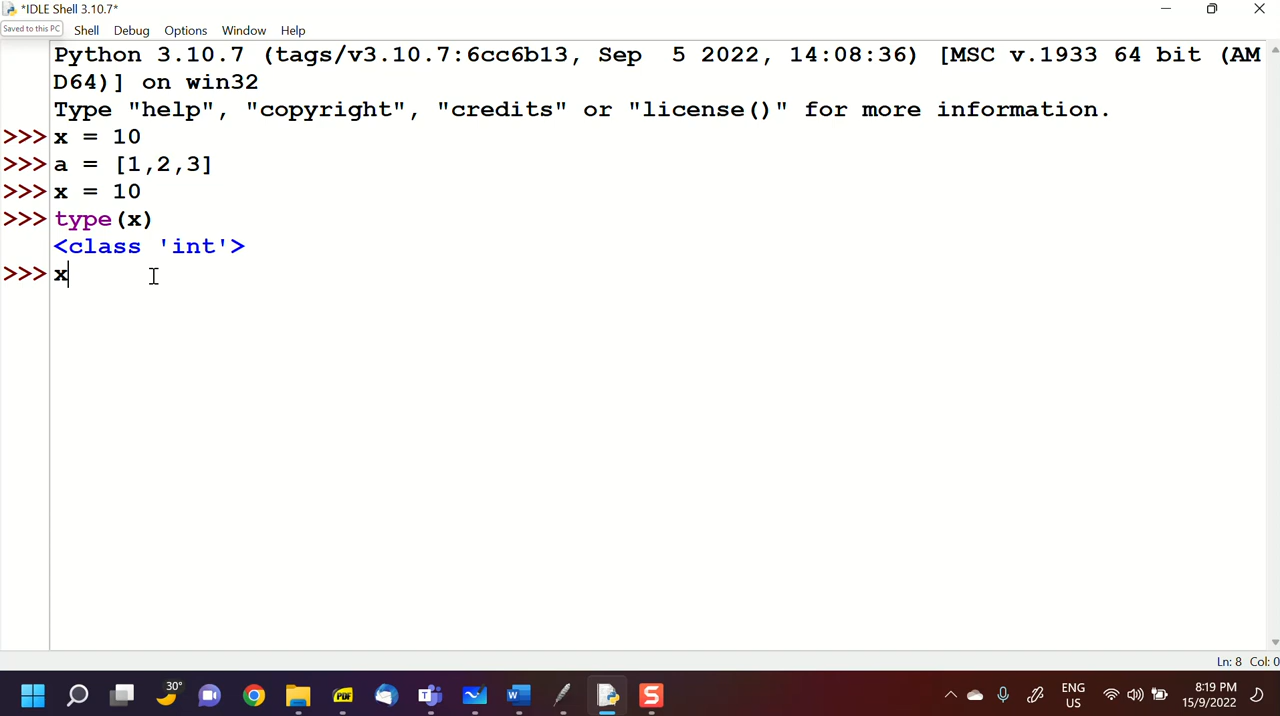 *IDLE Shell 3.10.7*
Saved to this PC Shell Debug Options Window Help
Python 3.10.7 (tags/v3.10.7:6cc6b13, Sep  5 2022, 14:08:36) [MSC v.1933 64 bit (AM
D64)] on win32
Type "help", "copyright", "credits" or "license()" for more information.
>>> x = 10
>>> a = [1,2,3]
>>> x = 10
>>> type(x)
<class 'int'>
>>> x
Ln: 8 Col: 0
30°
PDF
ENG
US
8:19 PM
15/9/2022